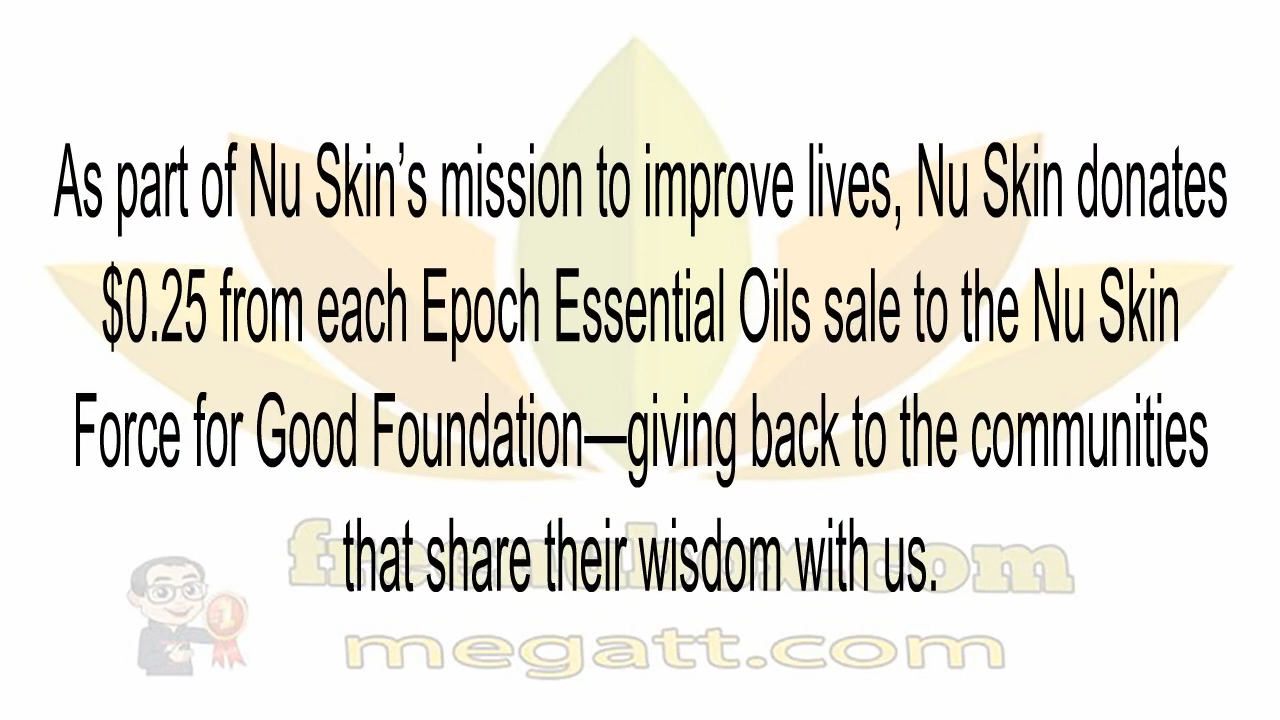 As part of Nu Skin’s mission to improve lives, Nu Skin donates
$0.25 from each Epoch Essential Oils sale to the Nu Skin
Force for Good Foundation—giving back to the communities
that share their wisdom with us.
1
megatt.com